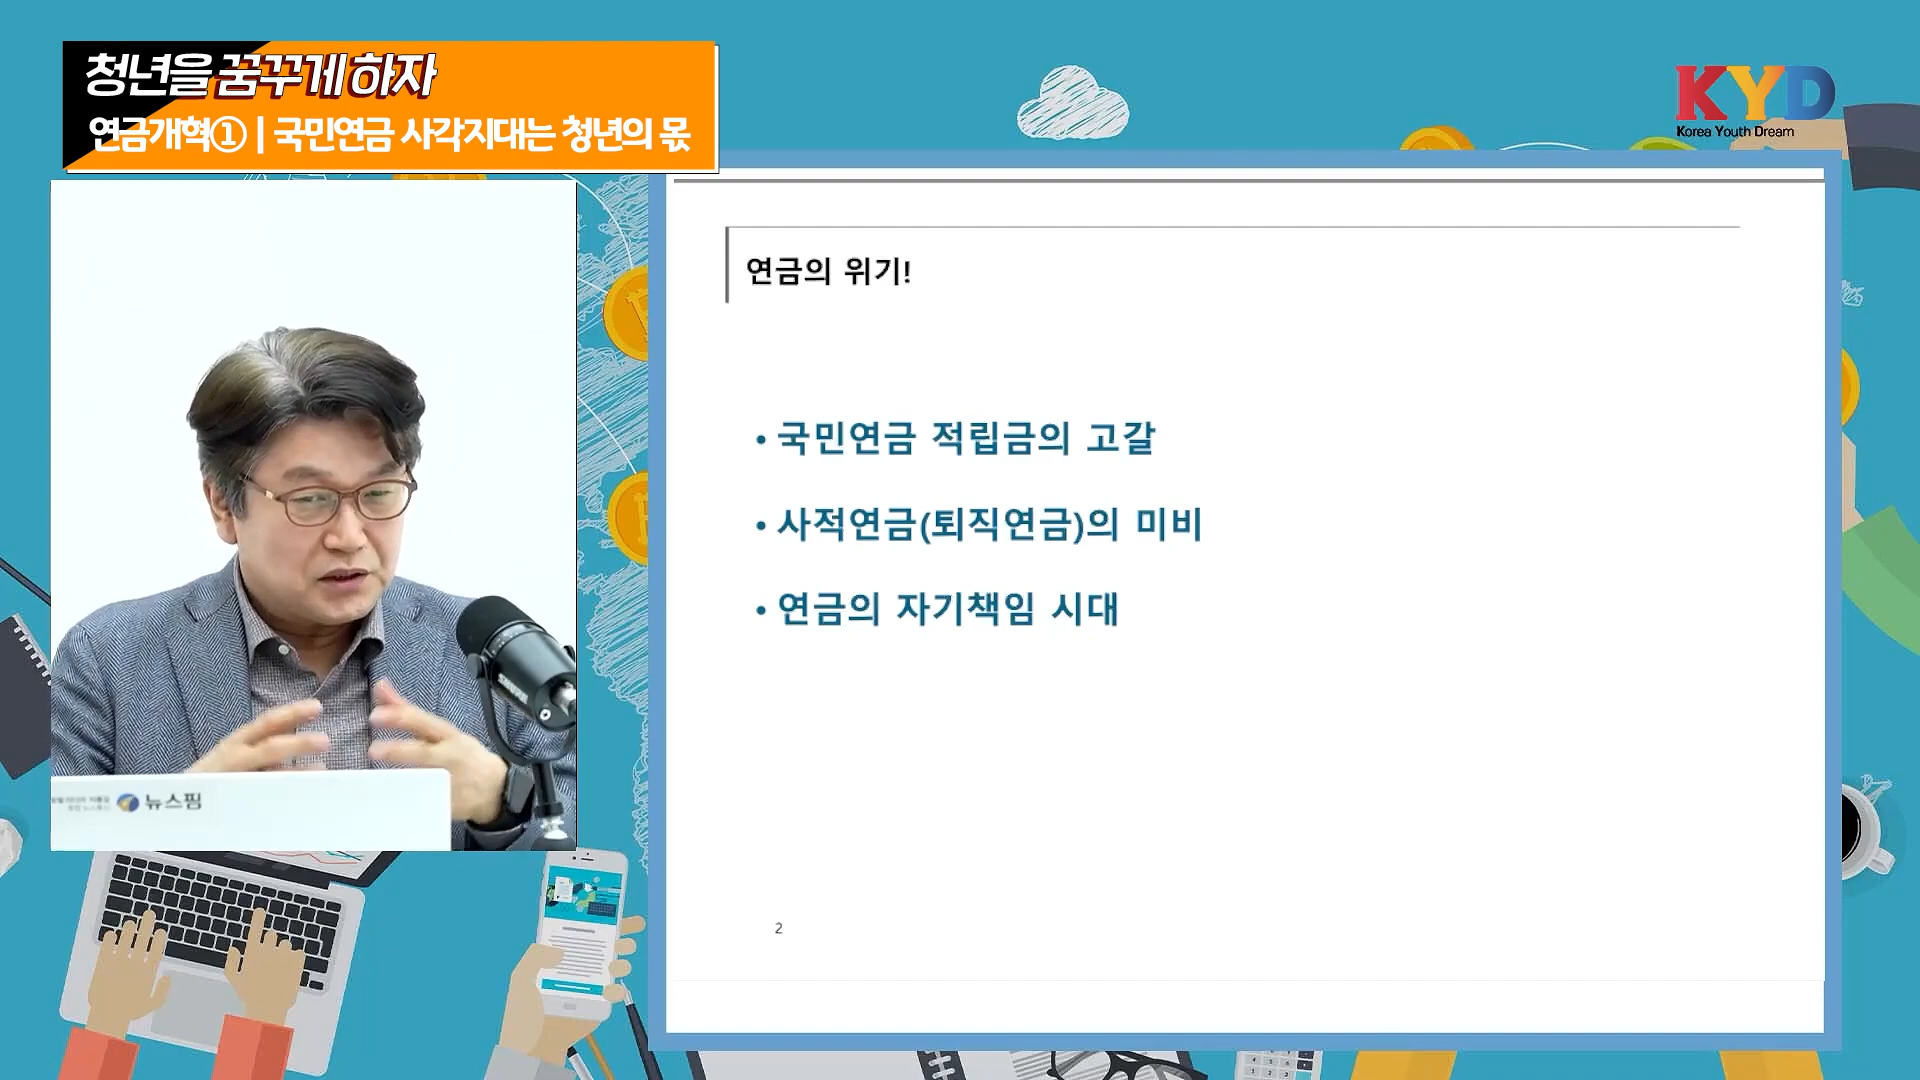 청년을 꿈꾸게 하자
연금개혁① | 국민연금 사각지대는 청년의 몫
KYD
Korea Youth Dream
연금의 위기!
• 국민연금 적립금의 고갈
• 사적연금(퇴직연금)의 미비
• 연금의 자기책임 시대
2
뉴스핌